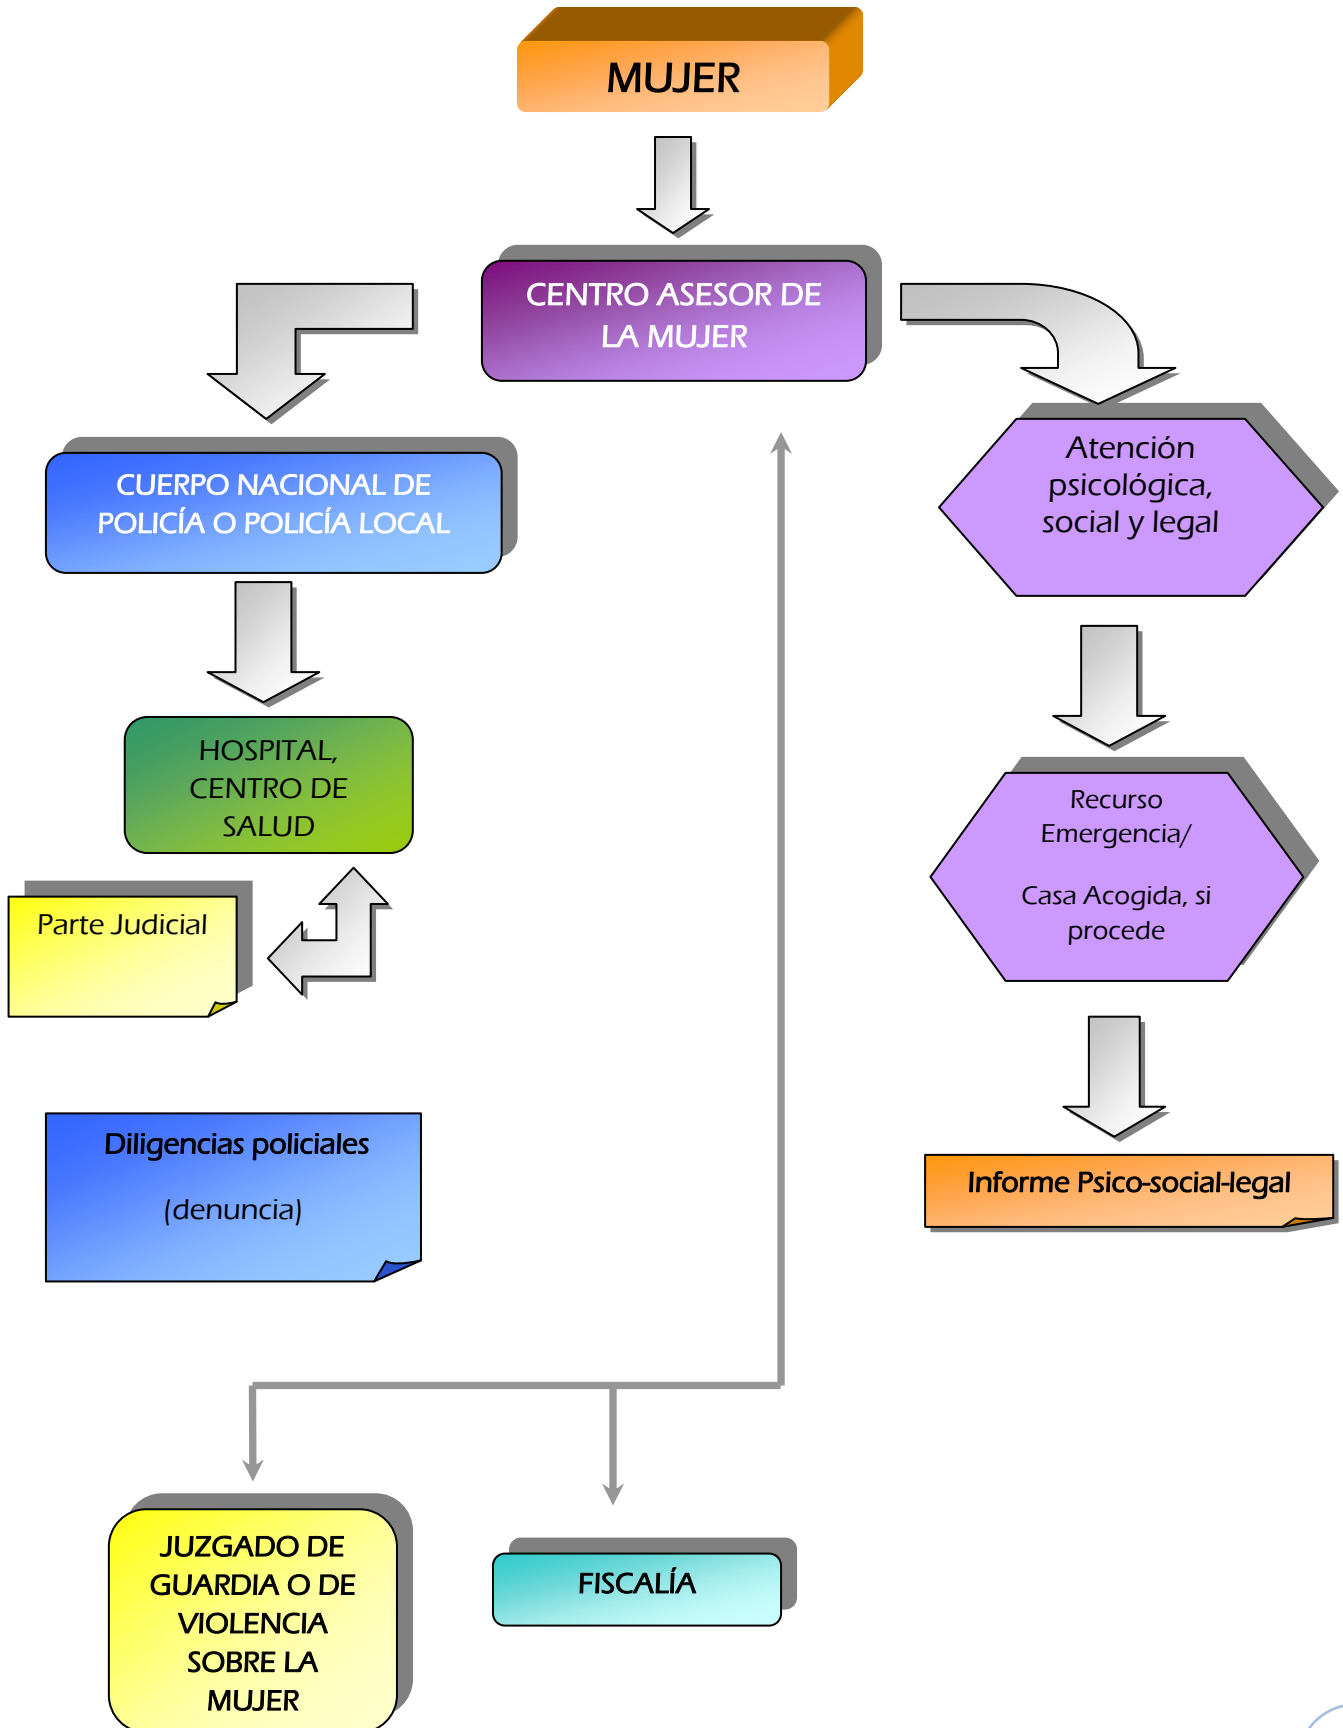 MUJER
CENTRO ASESOR DE
LA MUJER
CUERPO NACIONAL DE
POLICÍA O POLICÍA LOCAL
Atención
psicológica,
social y legal
HOSPITAL,
CENTRO DE
SALUD
Recurso
Emergencia/
Casa Acogida, si
procede
Parte Judicial
Diligencias policiales
(denuncia)
Informe Psico-social-legal
JUZGADO DE
GUARDIA O DE
VIOLENCIA
SOBRE LA
MUJER
FISCALÍA